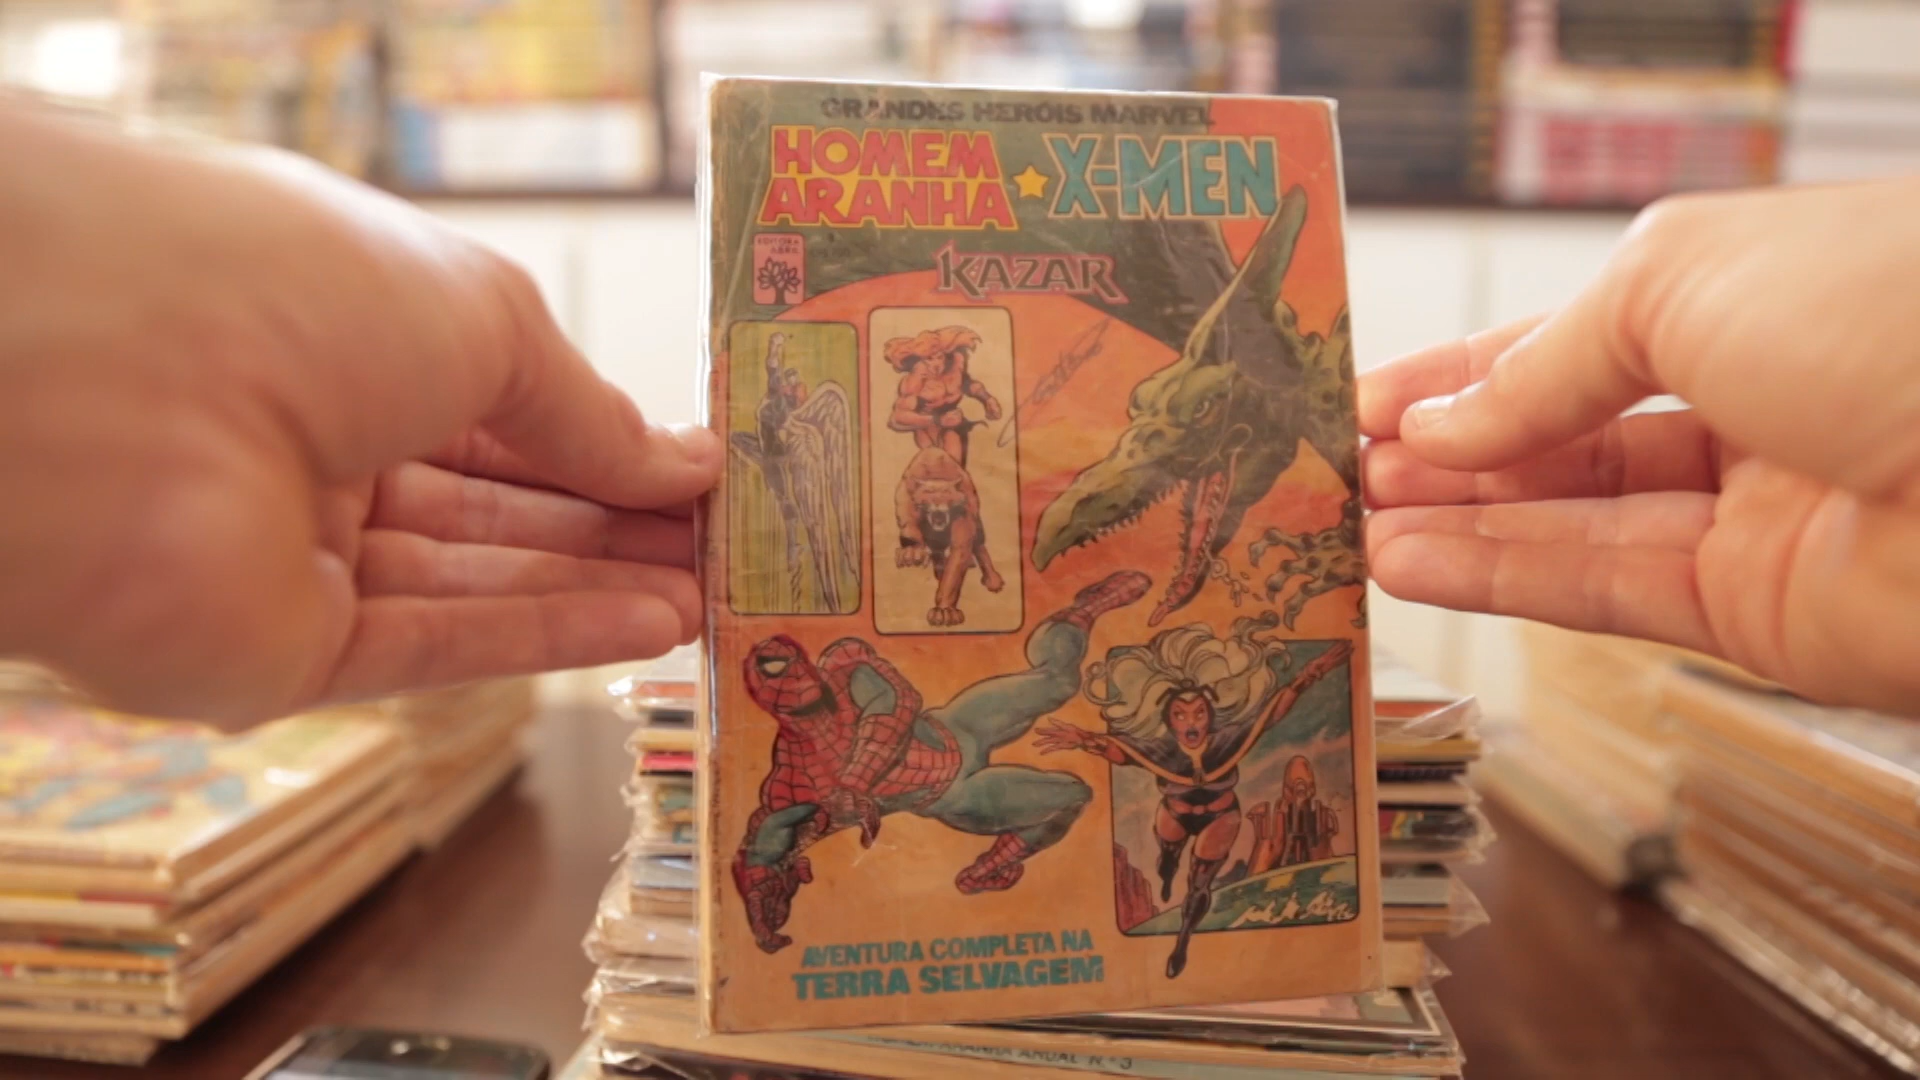 GRANDES HERÓIS MARVEL
HOMEM ARANHA
X-MEN
EDITORA
ABRIL
KAZAR
AVENTURA COMPLETA NA
TERRA SELVAGEM
ARANHA ANUAL Nº 3